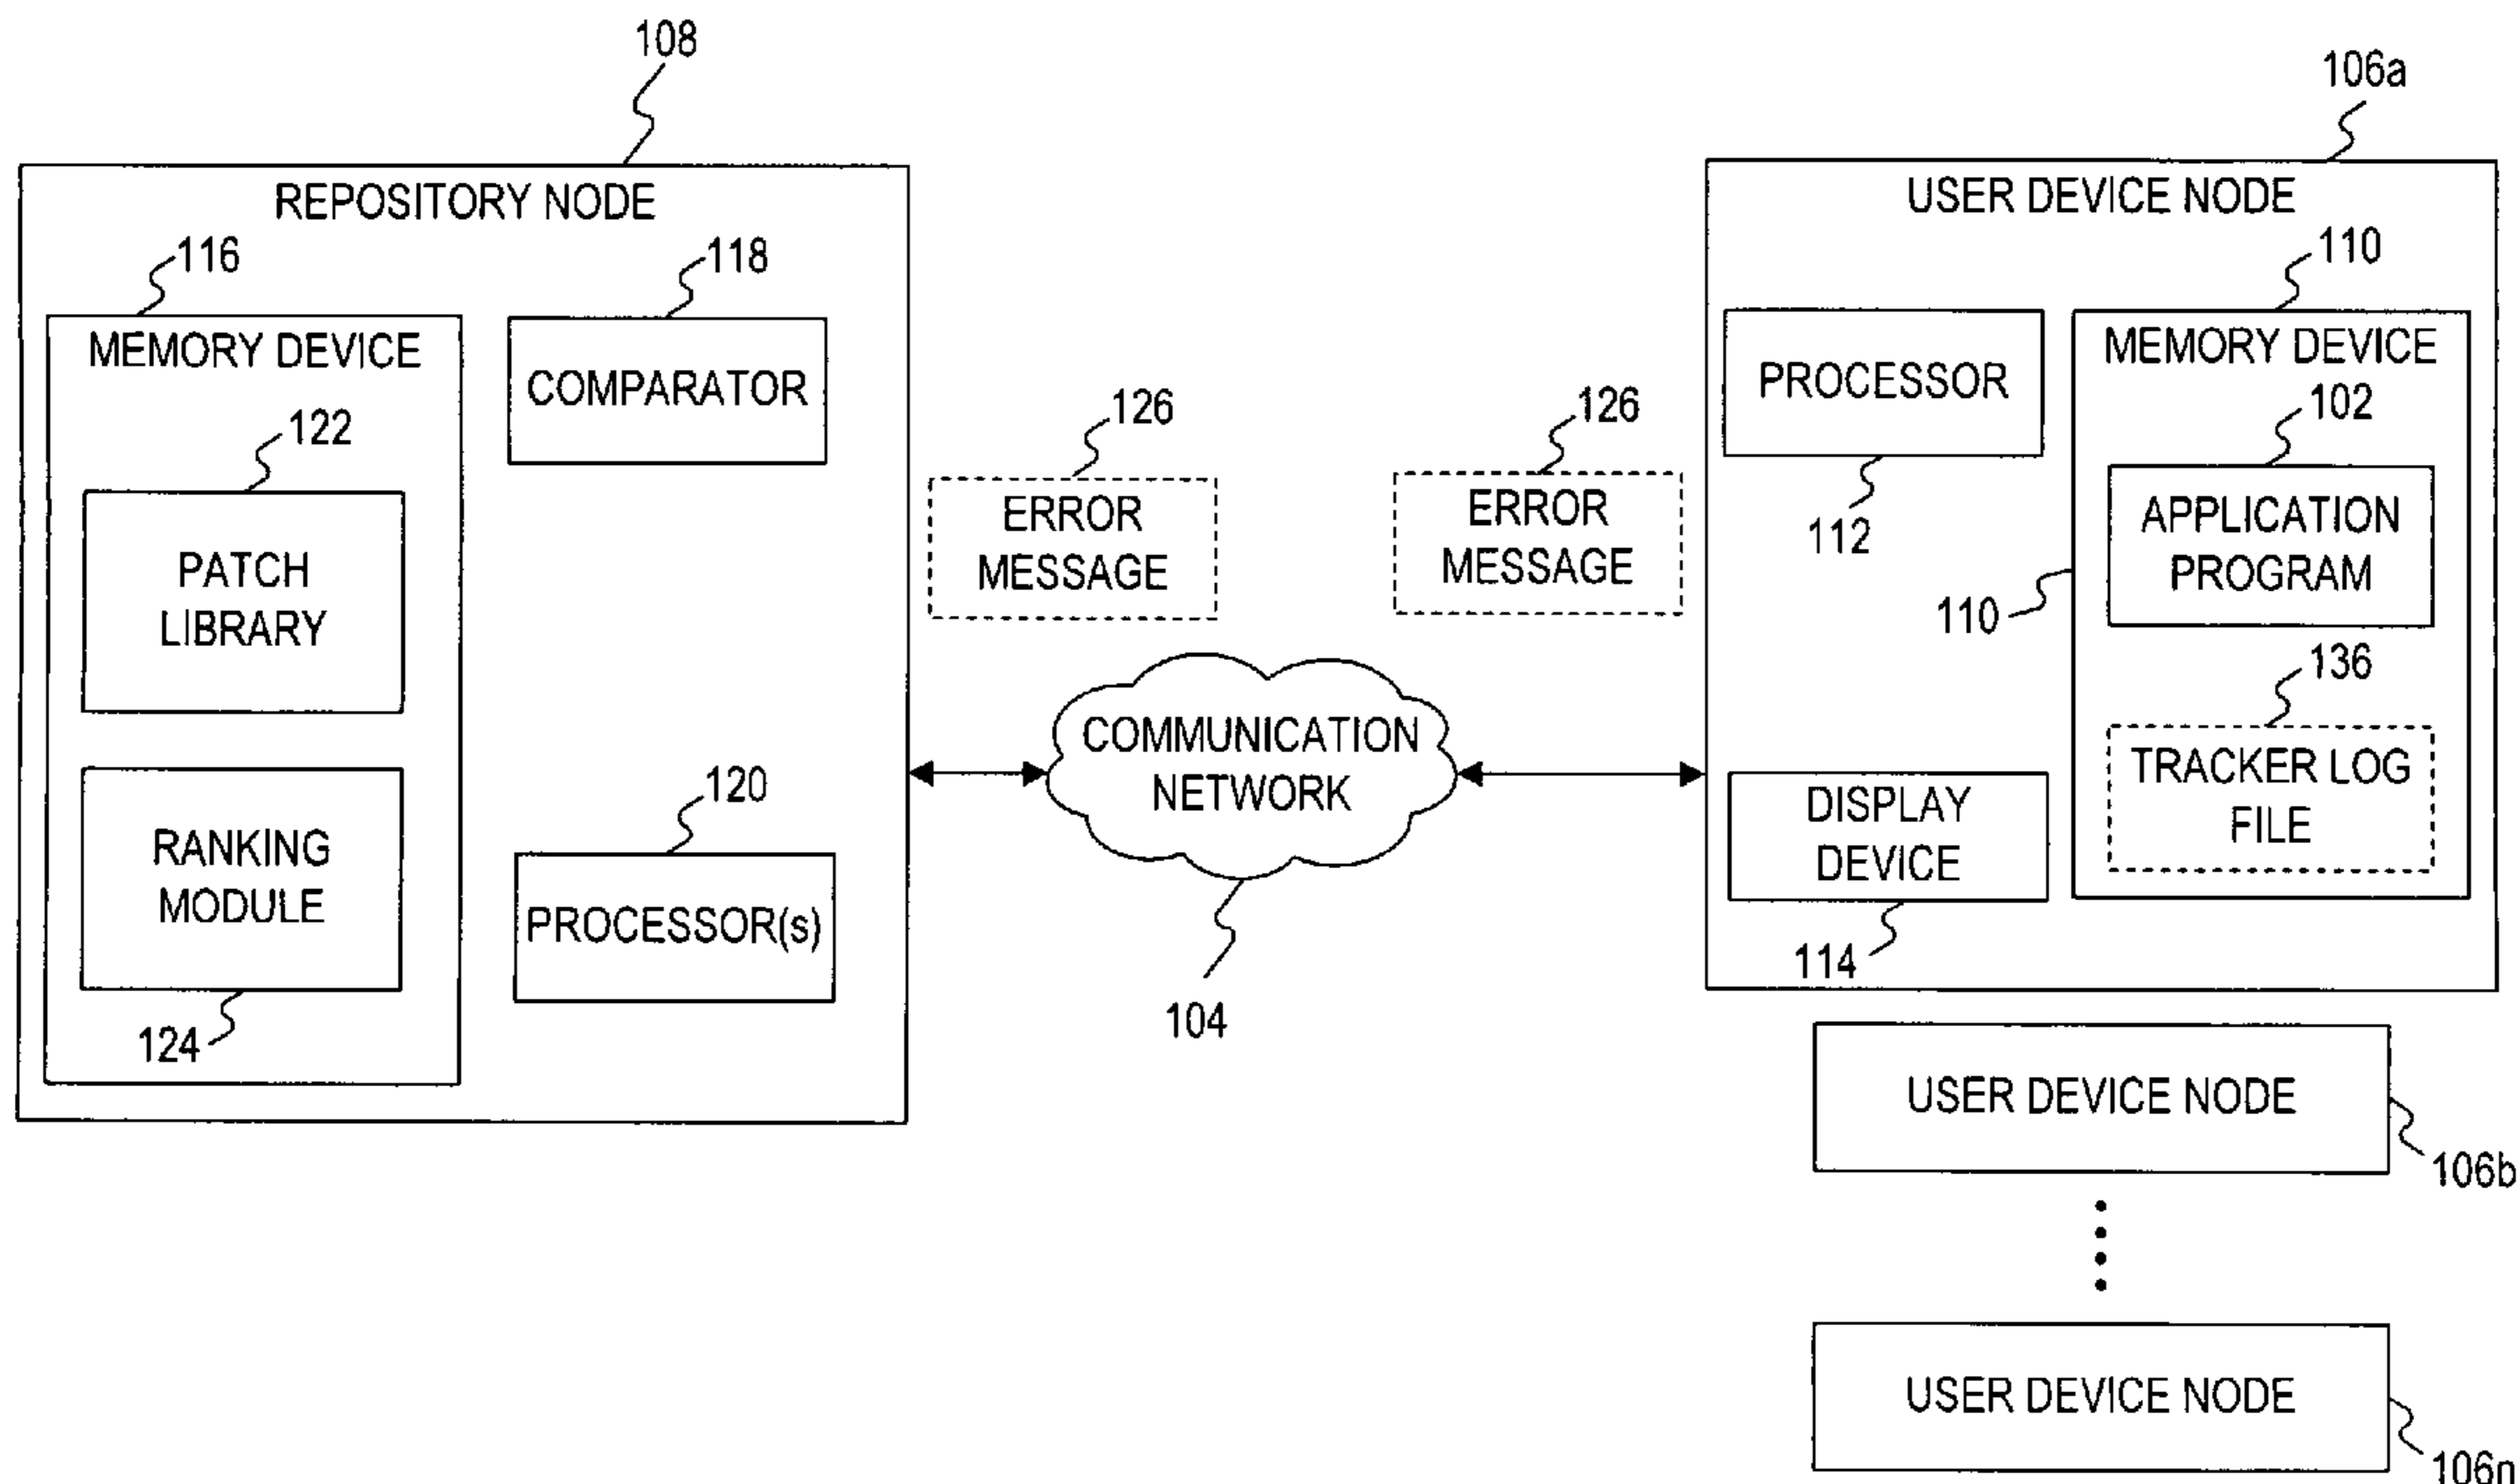 108
REPOSITORY NODE
116
118
MEMORY DEVICE
COMPARATOR
122
PATCH
LIBRARY
RANKING
MODULE
124
120
PROCESSOR(s)
126
ERROR
MESSAGE
126
ERROR
MESSAGE
COMMUNICATION
NETWORK
104
106a
USER DEVICE NODE
110
PROCESSOR
112
MEMORY DEVICE
102
APPLICATION
PROGRAM
110
136
TRACKER LOG
FILE
DISPLAY
DEVICE
114
USER DEVICE NODE
106b
USER DEVICE NODE
106n